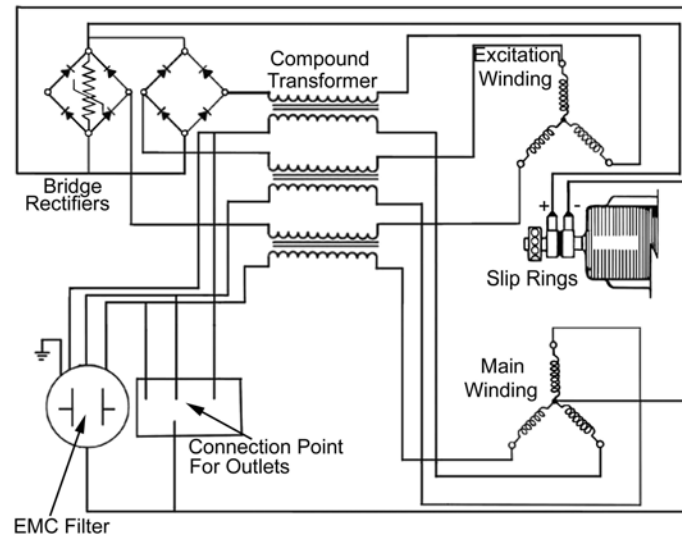 Compound
Transformer
Excitation
Winding
Bridge
Rectifiers
+ -
Slip Rings
Main
Winding
Connection Point
For Outlets
EMC Filter